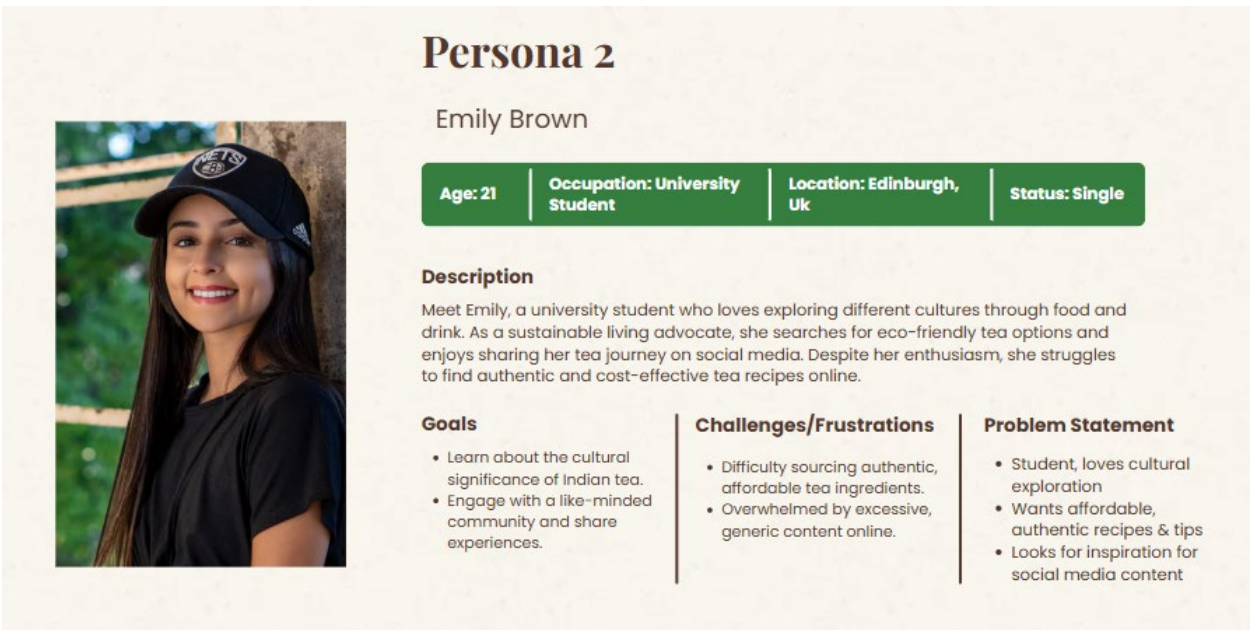 Persona 2
Emily Brown
NETS
Age: 21
Occupation: University
Student
Location: Edinburgh,
Uk
Status: Single
Description
Meet Emily, a university student who loves exploring different cultures through food and
drink. As a sustainable living advocate, she searches for eco-friendly tea options and
enjoys sharing her tea journey on social media. Despite her enthusiasm, she struggles
to find authentic and cost-effective tea recipes online.
Goals
• Learn about the cultural
significance of Indian tea.
• Engage with a like-minded
community and share
experiences.
Challenges/Frustrations
• Difficulty sourcing authentic,
affordable tea ingredients.
• Overwhelmed by excessive,
generic content online.
Problem Statement
• Student, loves cultural
exploration
• Wants affordable,
authentic recipes & tips
• Looks for inspiration for
social media content